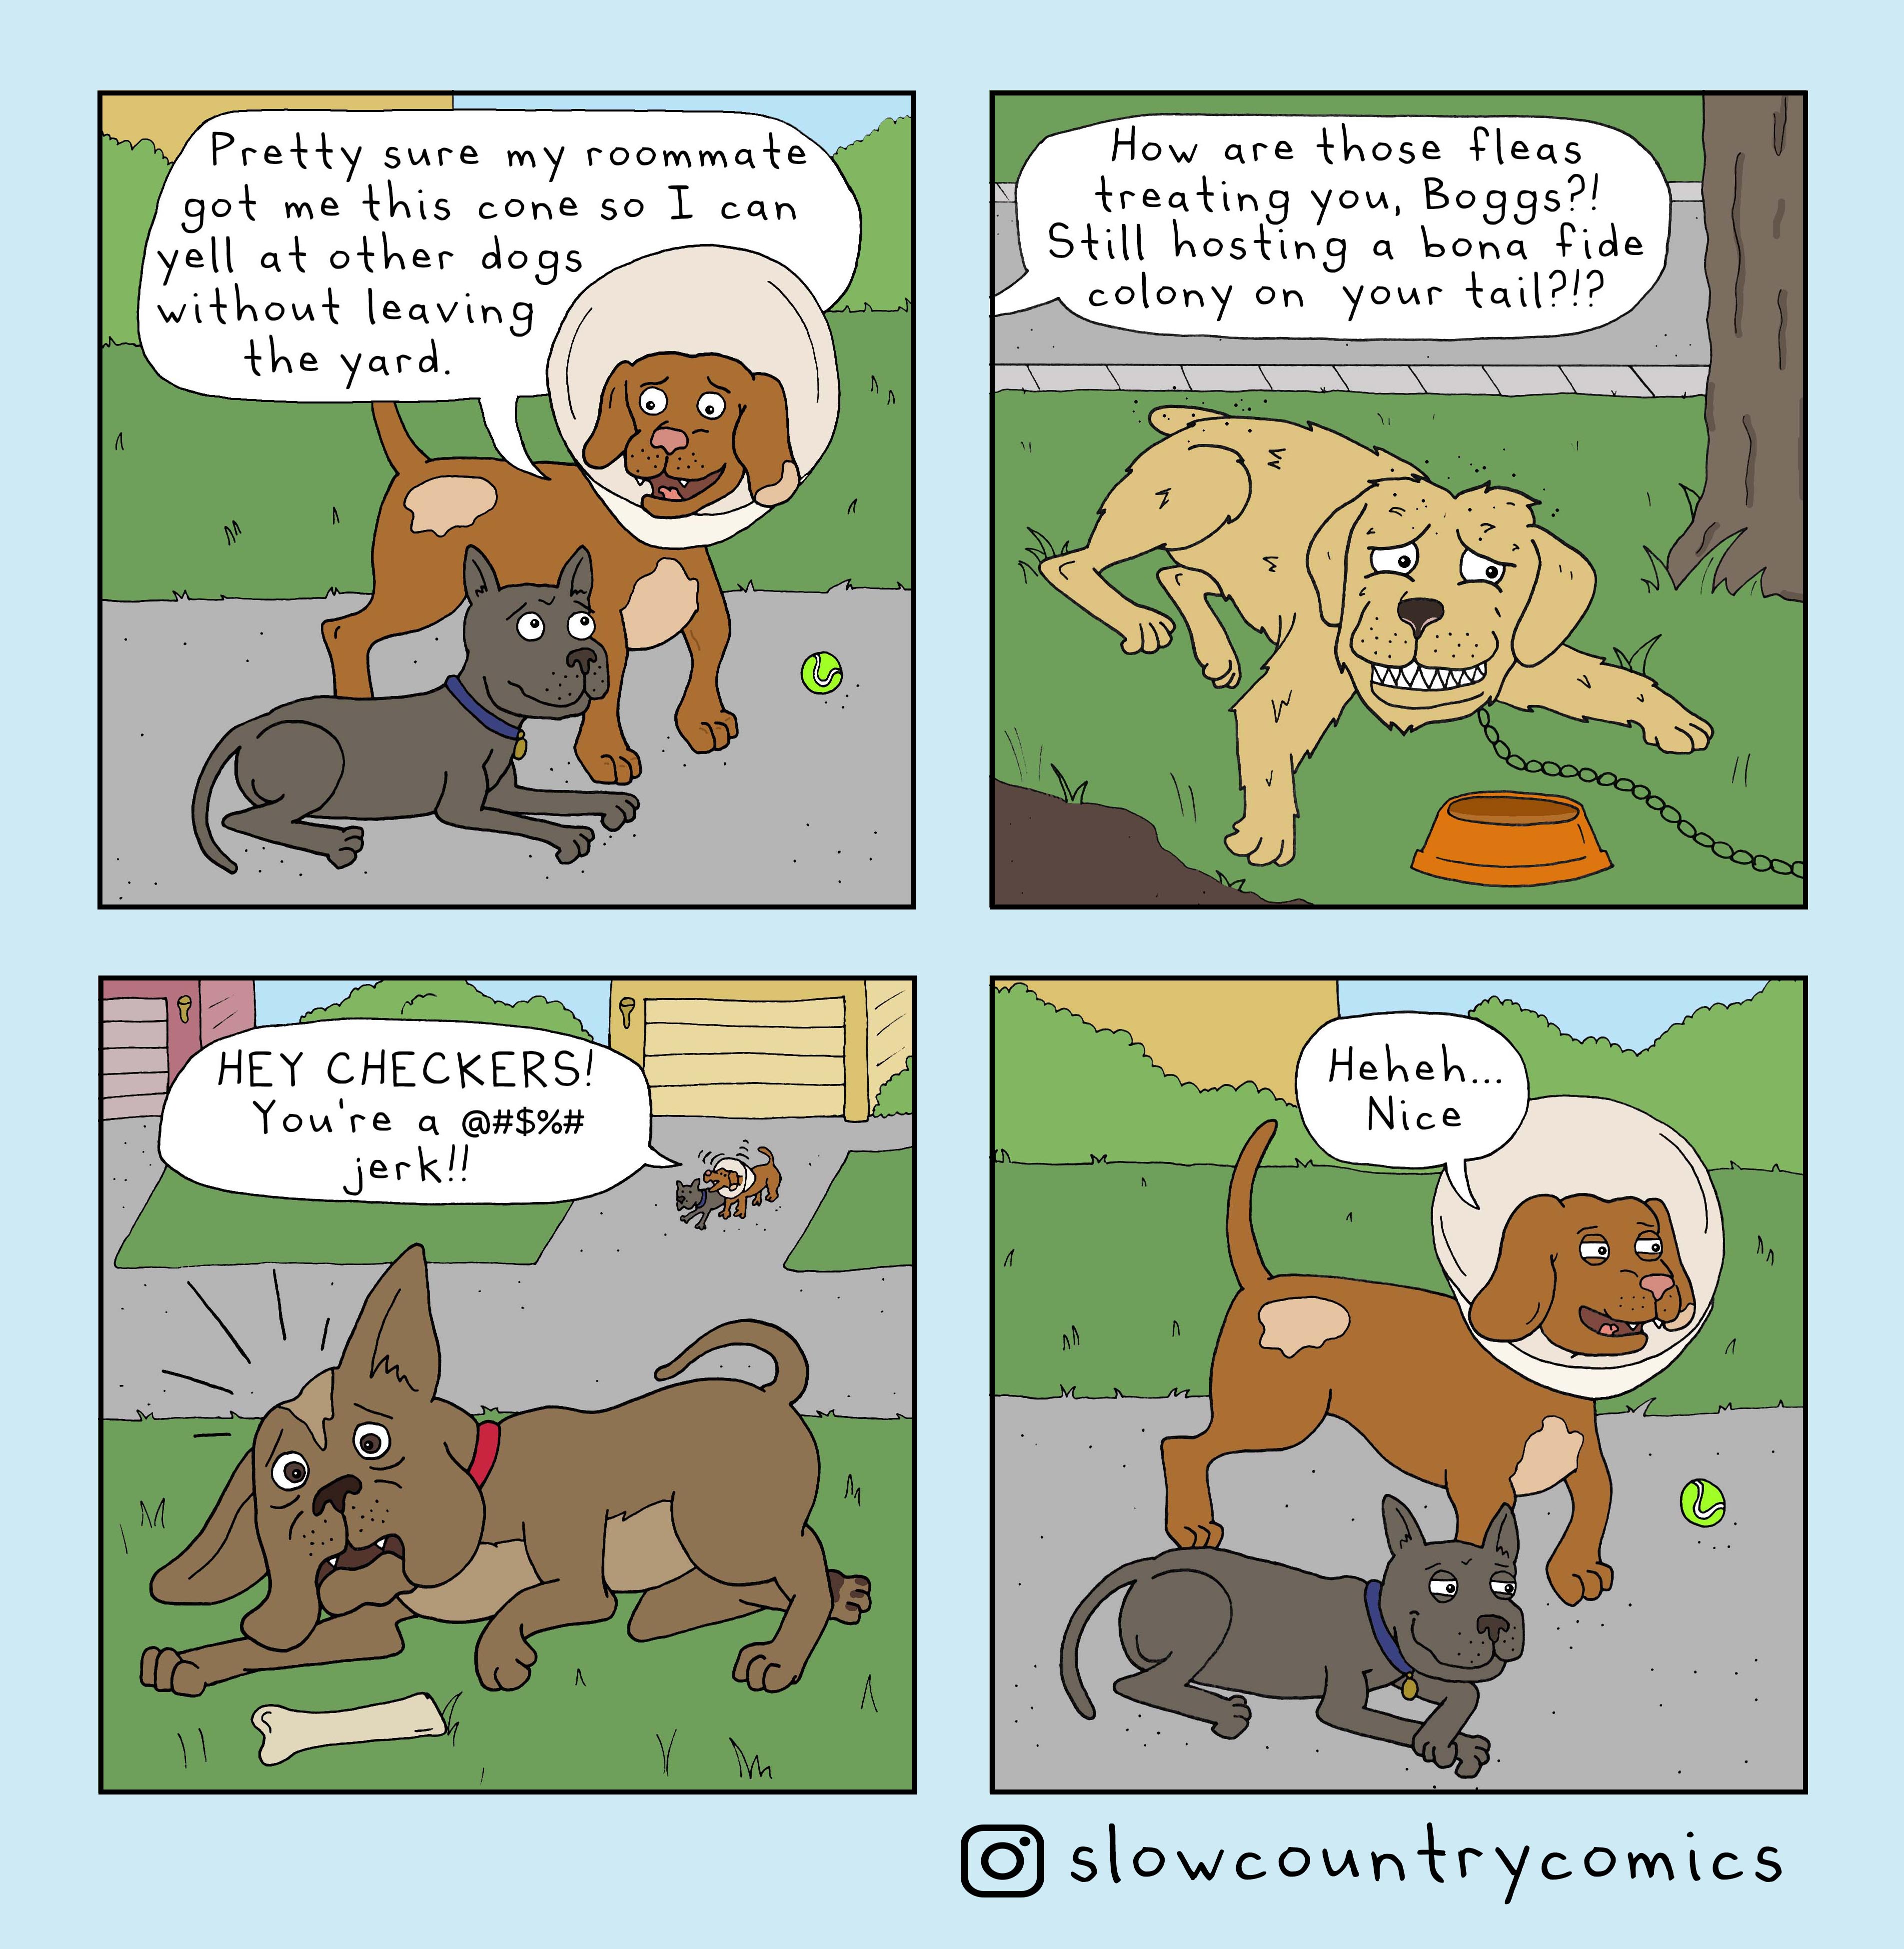 Pretty sure my roommate
got me this cone so I can
yell at other dogs
without leaving
the yard.
How are those fleas
treating you, Boggs?!
Still hosting a bona fide
colony on your tail?!?
HEY CHECKERS!
You're a @#$%#
jerk!!
Heheh...
Nice
slowcountrycomics